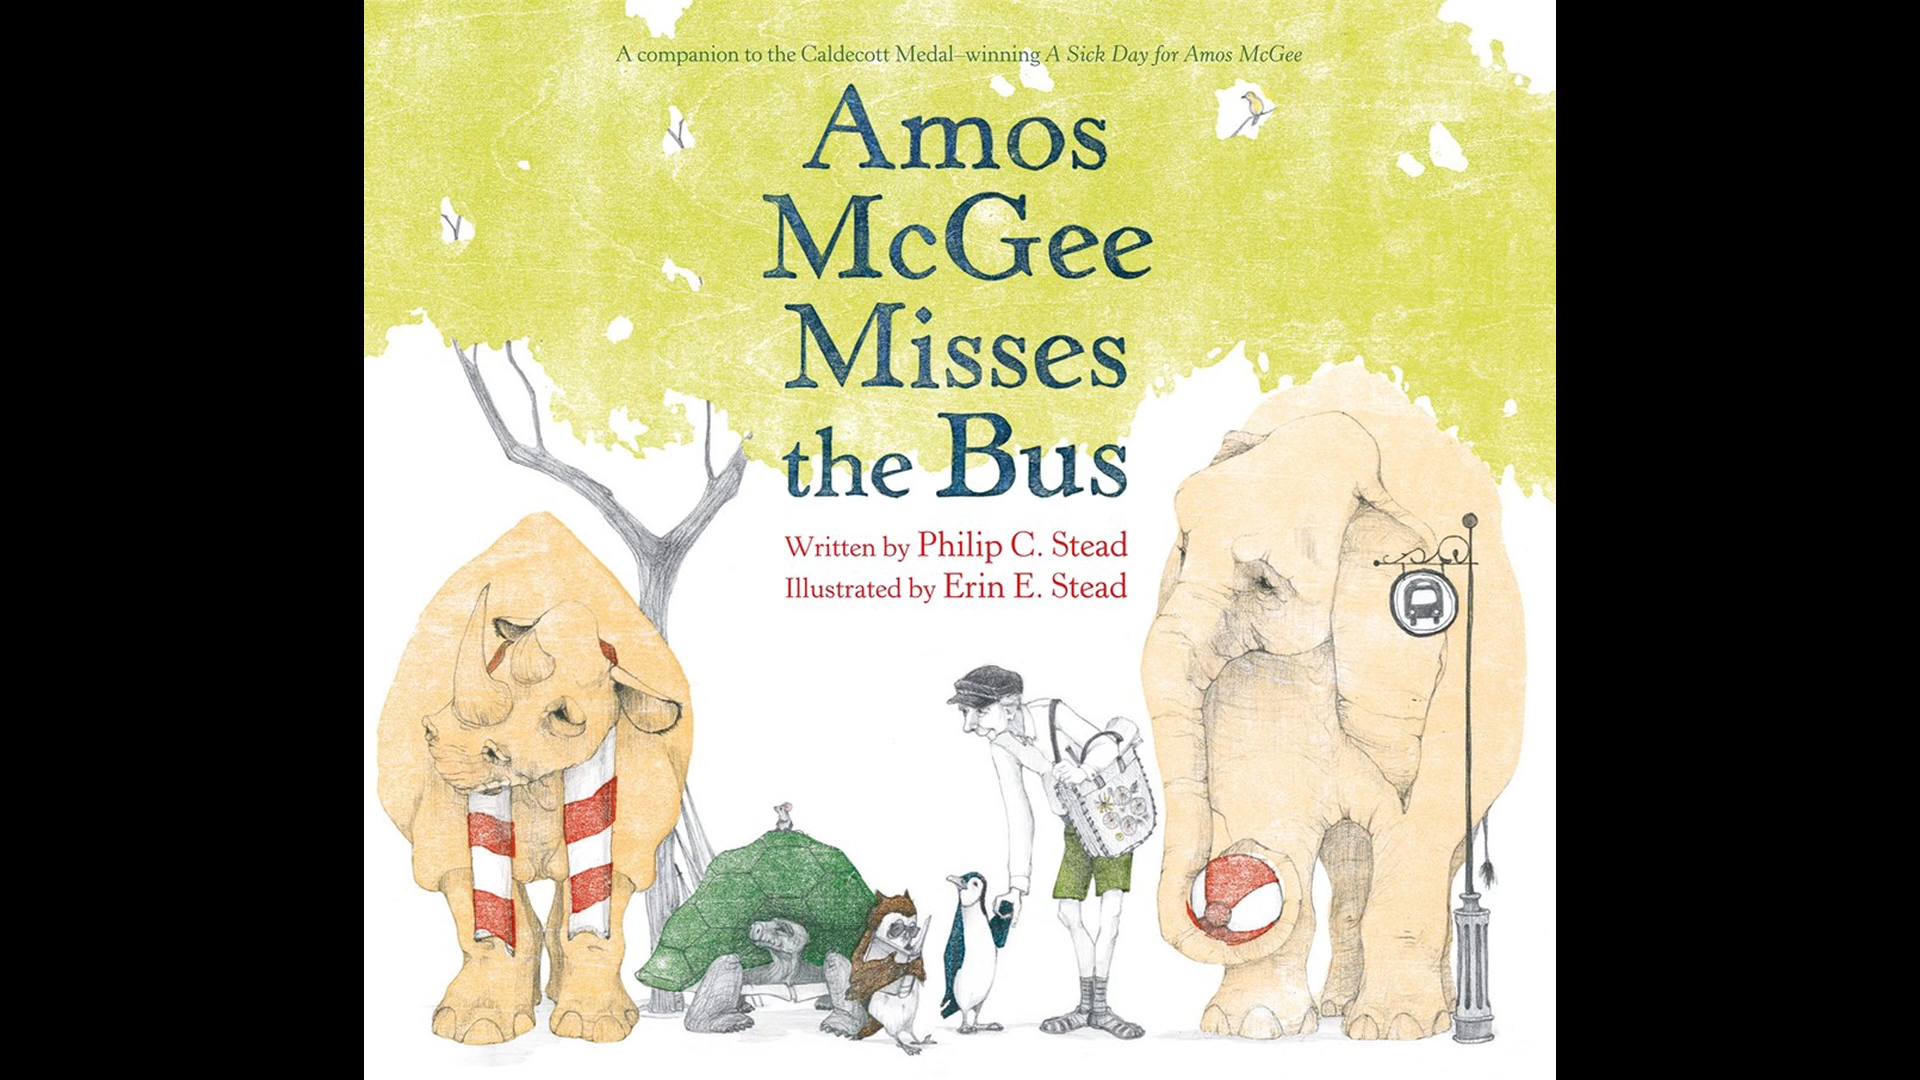 A companion to the Caldecott Medal–winning A Sick Day for Amos McGee
Amos
McGee
Misses
the Bus
Written by Philip C. Stead
Illustrated by Erin E. Stead